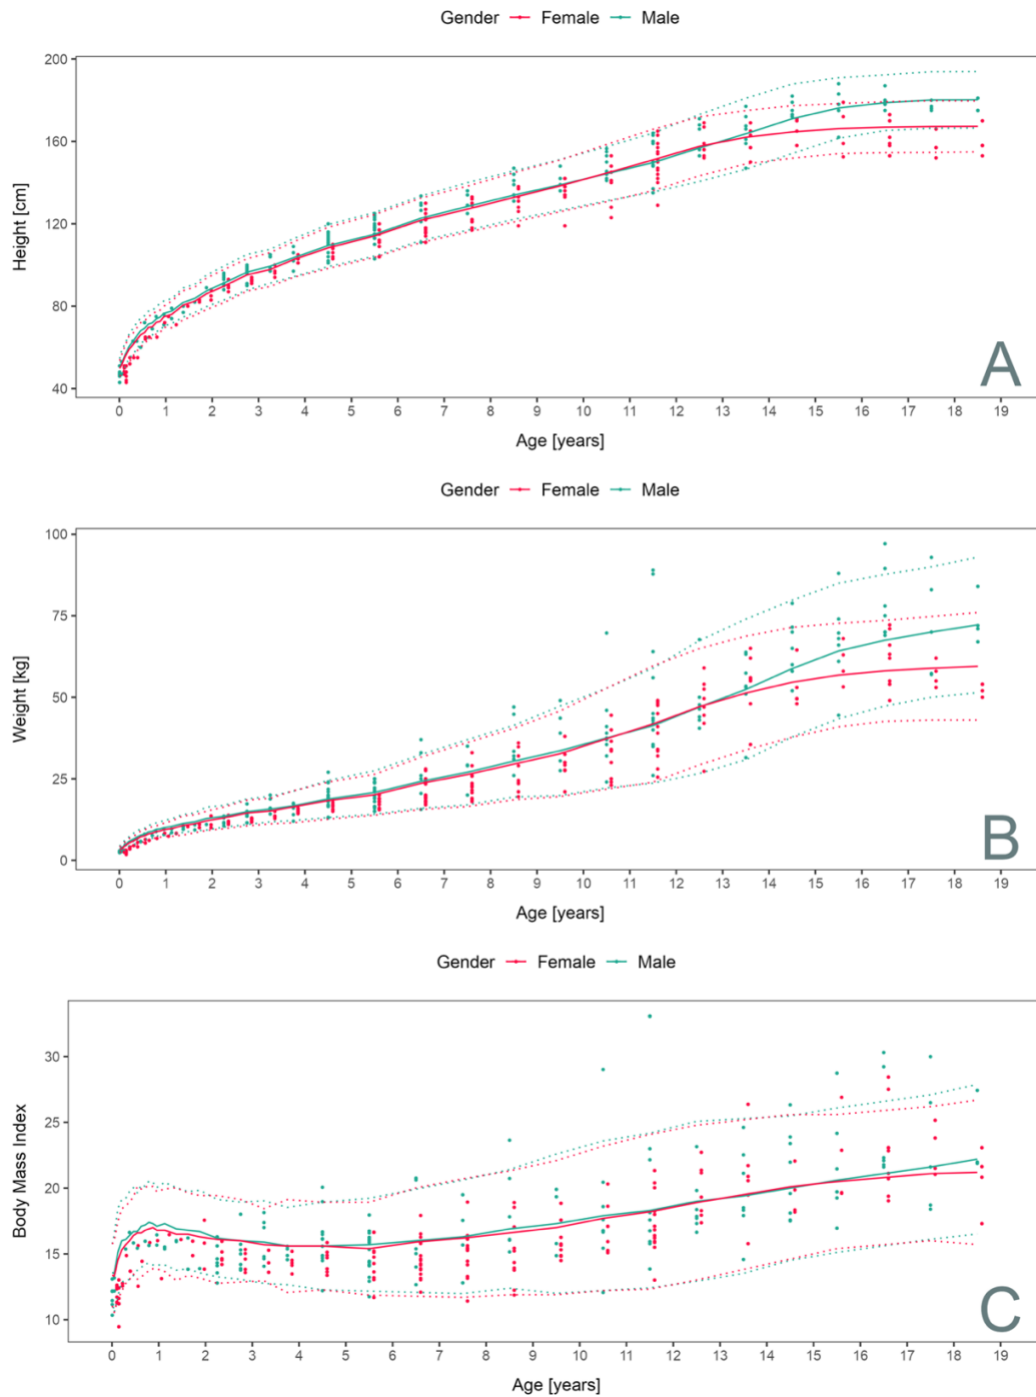 Gender Female Male
200
160
120
80
40
Height [cm]
A
0 1 2 3 4 5 6 7 8 9 10 11 12 13 14 15 16 17 18 19
Age [years]
Gender Female Male
100
75
50
25
0
Weight [kg]
B
0 1 2 3 4 5 6 7 8 9 10 11 12 13 14 15 16 17 18 19
Age [years]
Gender Female Male
30
25
20
15
10
Body Mass Index
C
0 1 2 3 4 5 6 7 8 9 10 11 12 13 14 15 16 17 18 19
Age [years]